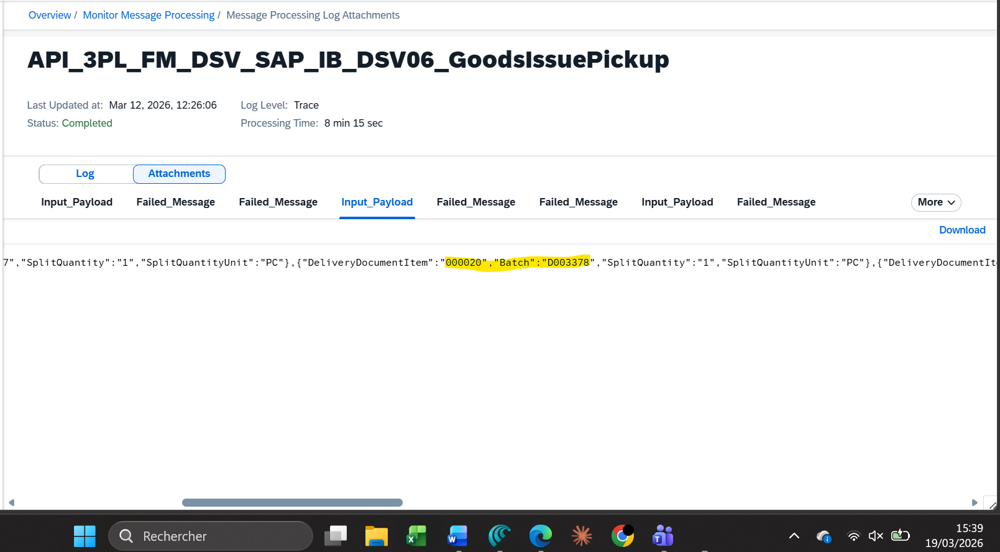 Overview / Monitor Message Processing / Message Processing Log Attachments
API_3PL_FM_DSV_SAP_IB_DSV06_GoodsIssuePickup
Last Updated at: Mar 12, 2026, 12:26:06 Log Level: Trace
Status: Completed Processing Time: 8 min 15 sec
Log Attachments
Input_Payload Failed_Message Failed_Message Input_Payload Failed_Message Failed_Message Input_Payload Failed_Message More
Download
7","SplitQuantity":"1","SplitQuantityUnit":"PC"},{"DeliveryDocumentItem":"000020","Batch":"D003378","SplitQuantity":"1","SplitQuantityUnit":"PC"},{"DeliveryDocumentIt
Rechercher
15:39
19/03/2026